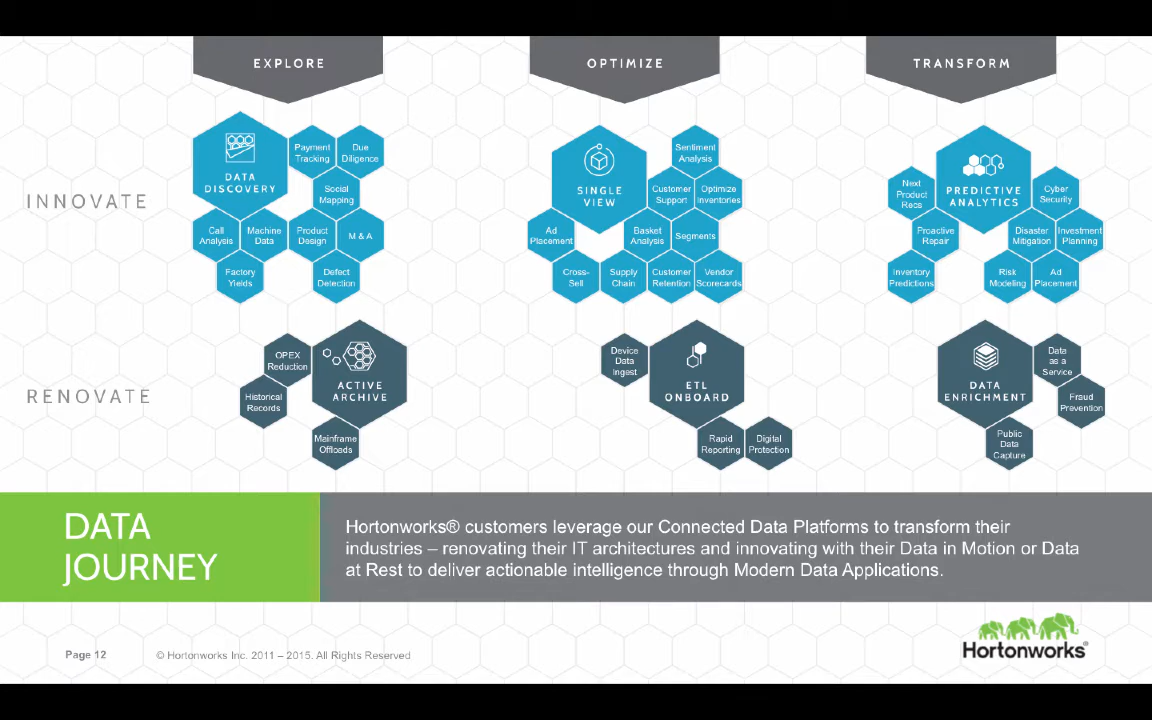 EXPLORE
OPTIMIZE
TRANSFORM
INNOVATE
DATA
DISCOVERY
Payment
Tracking
Due
Diligence
Social
Mapping
Call
Analysis
Machine
Data
Product
Design
M & A
Factory
Yields
Defect
Detection
SINGLE
VIEW
Sentiment
Analysis
Customer
Support
Optimize
Inventories
Ad
Placement
Basket
Analysis
Segments
Cross-
Sell
Supply
Chain
Customer
Retention
Vendor
Scorecards
PREDICTIVE
ANALYTICS
Next
Product
Recs
Cyber
Security
Proactive
Repair
Disaster
Mitigation
Investment
Planning
Inventory
Predictions
Risk
Modeling
Ad
Placement
RENOVATE
OPEX
Reduction
ACTIVE
ARCHIVE
Historical
Records
Mainframe
Offloads
Device
Data
Ingest
ETL
ONBOARD
Rapid
Reporting
Digital
Protection
DATA
ENRICHMENT
Data
as a
Service
Fraud
Prevention
Public
Data
Capture
DATA
JOURNEY
Hortonworks® customers leverage our Connected Data Platforms to transform their
industries – renovating their IT architectures and innovating with their Data in Motion or Data
at Rest to deliver actionable intelligence through Modern Data Applications.
Page 12
© Hortonworks Inc. 2011 – 2015. All Rights Reserved
Hortonworks®